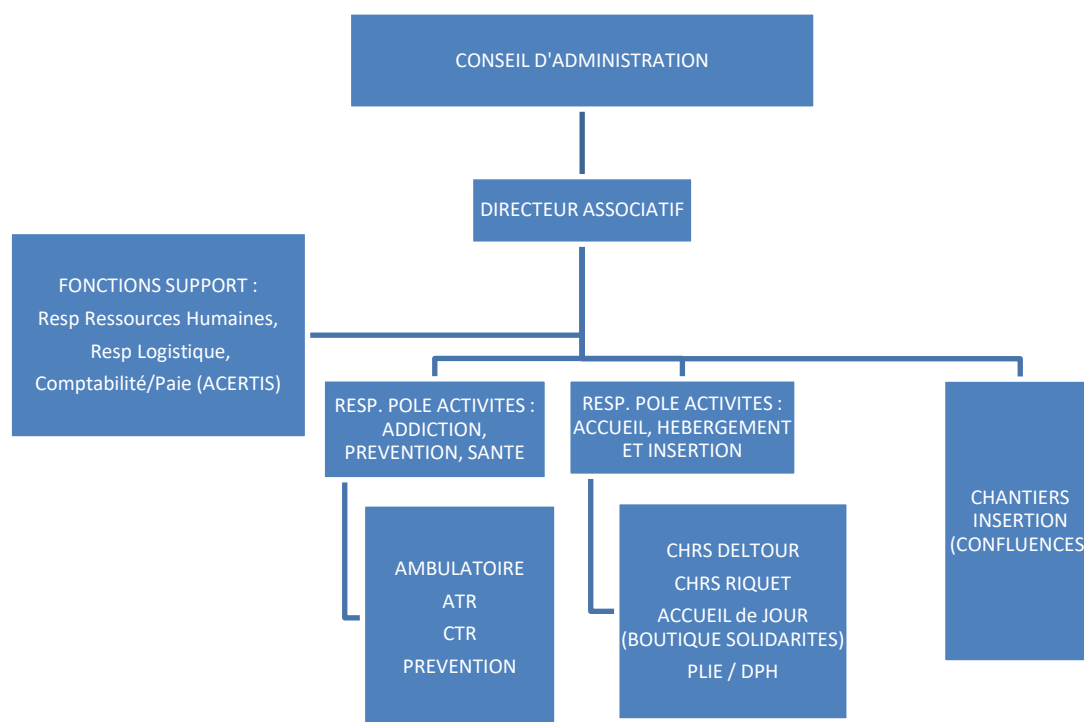 CONSEIL D'ADMINISTRATION
DIRECTEUR ASSOCIATIF
FONCTIONS SUPPORT :
Resp Ressources Humaines,
Resp Logistique,
Comptabilité/Paie (ACERTIS)
RESP. POLE ACTIVITES :
ADDICTION,
PREVENTION, SANTE
RESP. POLE ACTIVITES :
ACCUEIL, HEBERGEMENT
ET INSERTION
CHANTIERS
INSERTION
(CONFLUENCES
AMBULATOIRE
ATR
CTR
PREVENTION
CHRS DELTOUR
CHRS RIQUET
ACCUEIL de JOUR
(BOUTIQUE SOLIDARITES)
PLIE / DPH